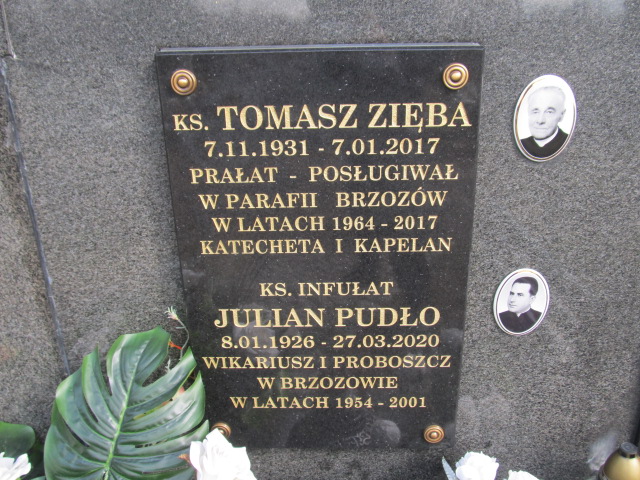 KS. TOMASZ ZIĘBA
7.11.1931 - 7.01.2017
PRAŁAT - POSŁUGIWAŁ
W PARAFII BRZOZÓW
W LATACH 1964 - 2017
KATECHETA I KAPELAN
KS. INFUŁAT
JULIAN PUDŁO
8.01.1926 - 27.03.2020
WIKARIUSZ I PROBOSZCZ
W BRZOZOWIE
W LATACH 1954 - 2001